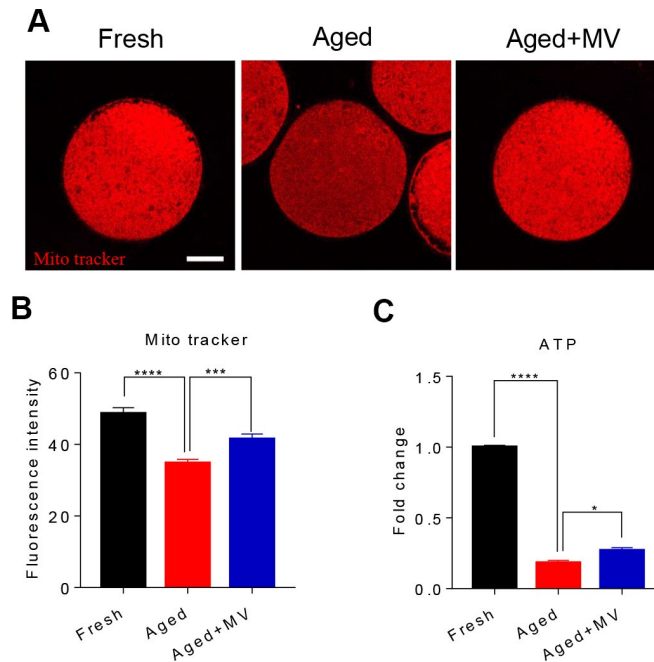 A
Fresh
Aged
Aged+MV
Mito tracker
B
Mito tracker
Fluorescence intensity
60
40
20
0
****
***
Fresh
Aged
Aged+MV
C
ATP
Fold change
1.5
1.0
0.5
0.0
****
*
Fresh
Aged
Aged+MV